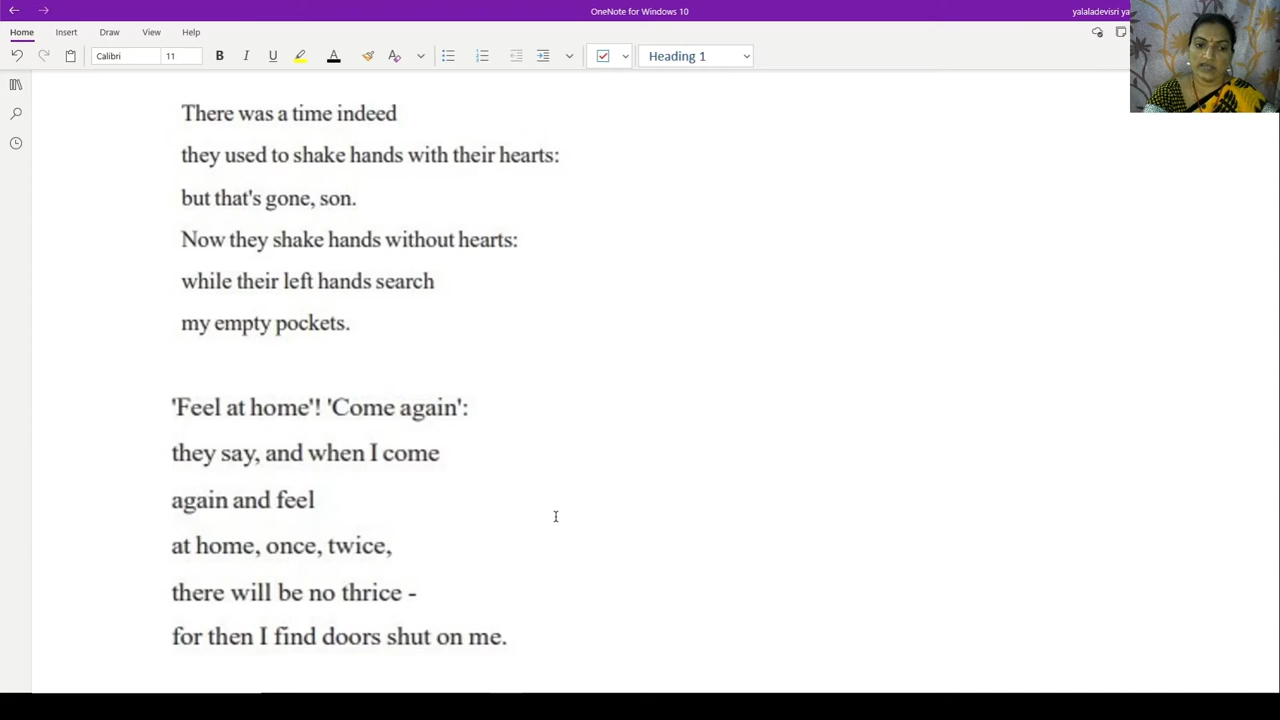 OneNote for Windows 10
yalaladevisri ya
Home Insert Draw View Help
Calibri 11 B I U A A Heading 1
There was a time indeed
they used to shake hands with their hearts:
but that's gone, son.
Now they shake hands without hearts:
while their left hands search
my empty pockets.
'Feel at home'! 'Come again':
they say, and when I come
again and feel
at home, once, twice,
there will be no thrice -
for then I find doors shut on me.